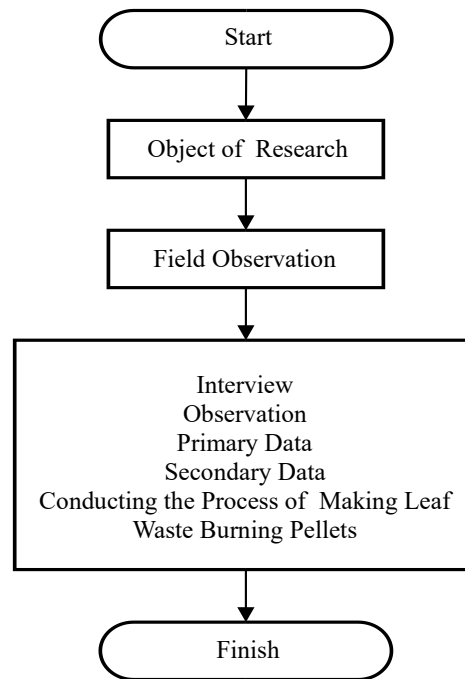 Start
Object of Research
Field Observation
Interview
Observation
Primary Data
Secondary Data
Conducting the Process of Making Leaf
Waste Burning Pellets
Finish